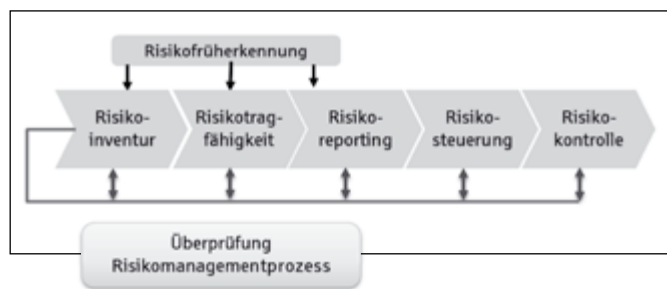 Risikofrüherkennung
Risiko-
inventur
Risikotrag-
fähigkeit
Risiko-
reporting
Risiko-
steuerung
Risiko-
kontrolle
Überprüfung
Risikomanagementprozess